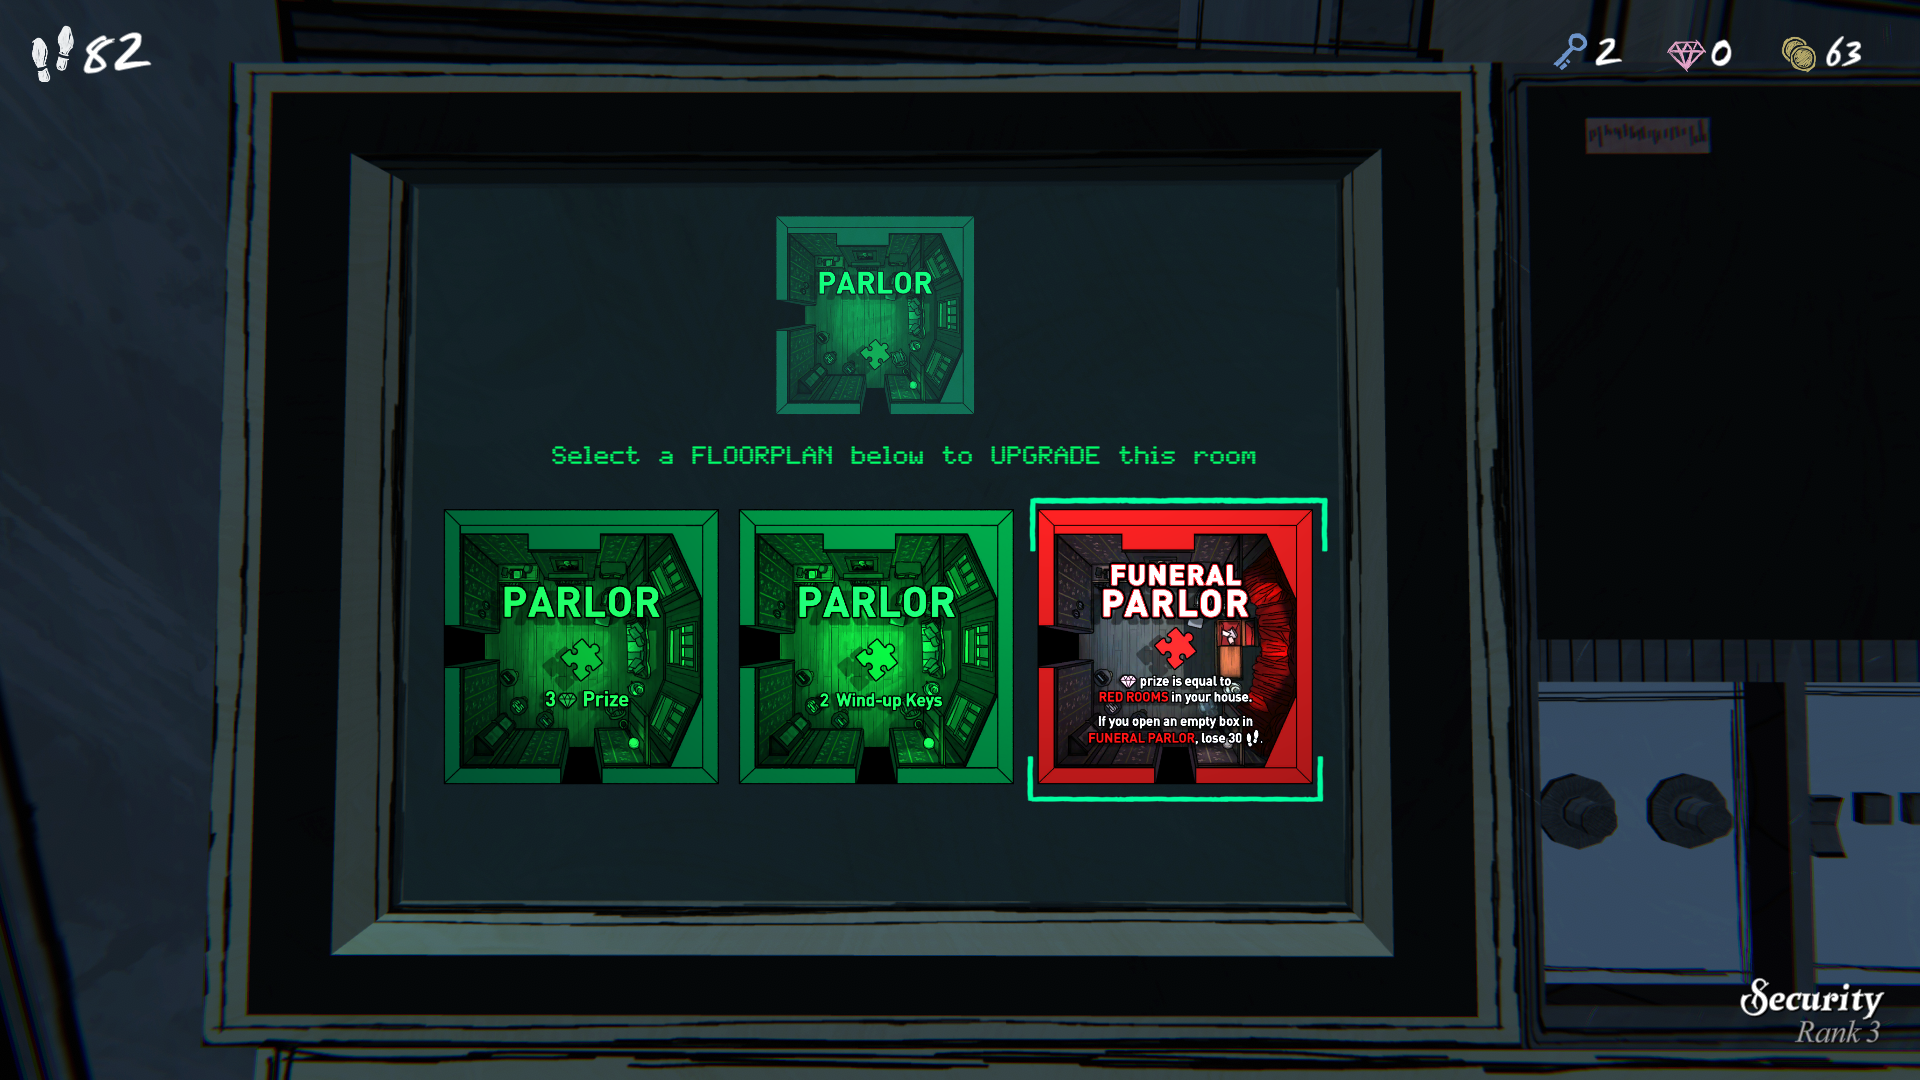 82
2
0
63
PARLOR
Select a FLOORPLAN below to UPGRADE this room
PARLOR
3 Prize
PARLOR
2 Wind-up Keys
FUNERAL
PARLOR
prize is equal to
RED ROOMS in your house.
If you open an empty box in
FUNERAL PARLOR, lose 30 .
Security
Rank 3